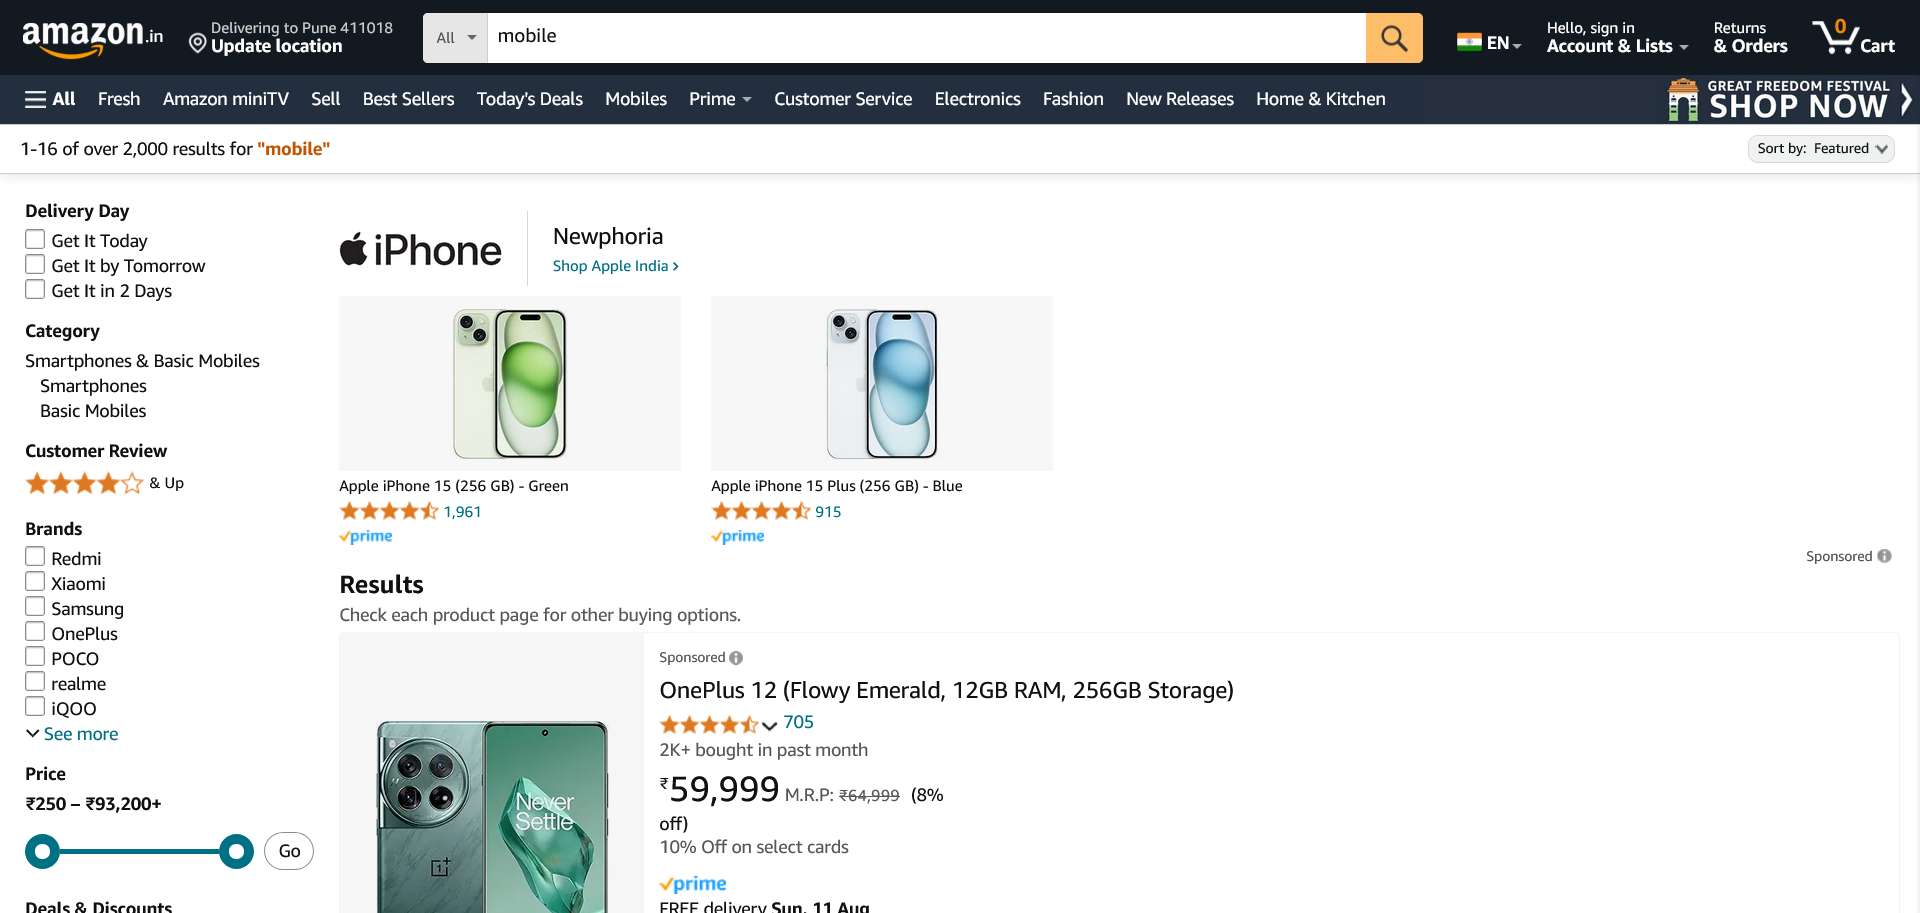 amazon.in
Delivering to Pune 411018
Update location
All
mobile
EN
Hello, sign in
Account & Lists
Returns
& Orders
0
Cart
All
Fresh
Amazon miniTV
Sell
Best Sellers
Today's Deals
Mobiles
Prime
Customer Service
Electronics
Fashion
New Releases
Home & Kitchen
GREAT FREEDOM FESTIVAL
SHOP NOW
1-16 of over 2,000 results for "mobile"
Sort by: Featured
Delivery Day
Get It Today
Get It by Tomorrow
Get It in 2 Days
Category
Smartphones & Basic Mobiles
Smartphones
Basic Mobiles
Customer Review
& Up
Brands
Redmi
Xiaomi
Samsung
OnePlus
POCO
realme
iQOO
See more
Price
₹250 – ₹93,200+
Go
Deals & Discounts
iPhone
Newphoria
Shop Apple India ›
Apple iPhone 15 (256 GB) - Green
1,961
prime
Apple iPhone 15 Plus (256 GB) - Blue
915
prime
Sponsored
Results
Check each product page for other buying options.
Never
Settle
Sponsored
OnePlus 12 (Flowy Emerald, 12GB RAM, 256GB Storage)
705
2K+ bought in past month
₹59,999 M.R.P: ₹64,999 (8%
off)
10% Off on select cards
prime
FREE delivery Sun, 11 Aug